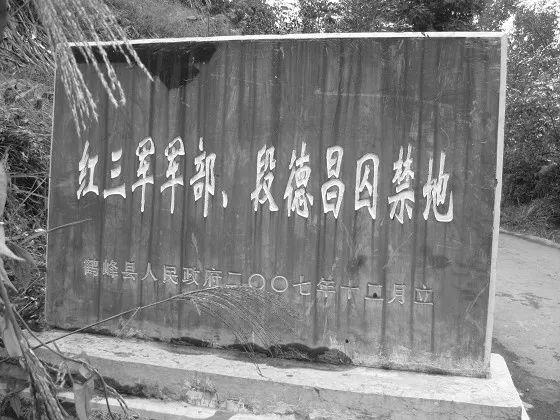 红三军军部、段德昌囚禁地
鹤峰县人民政府二〇〇七年十月立